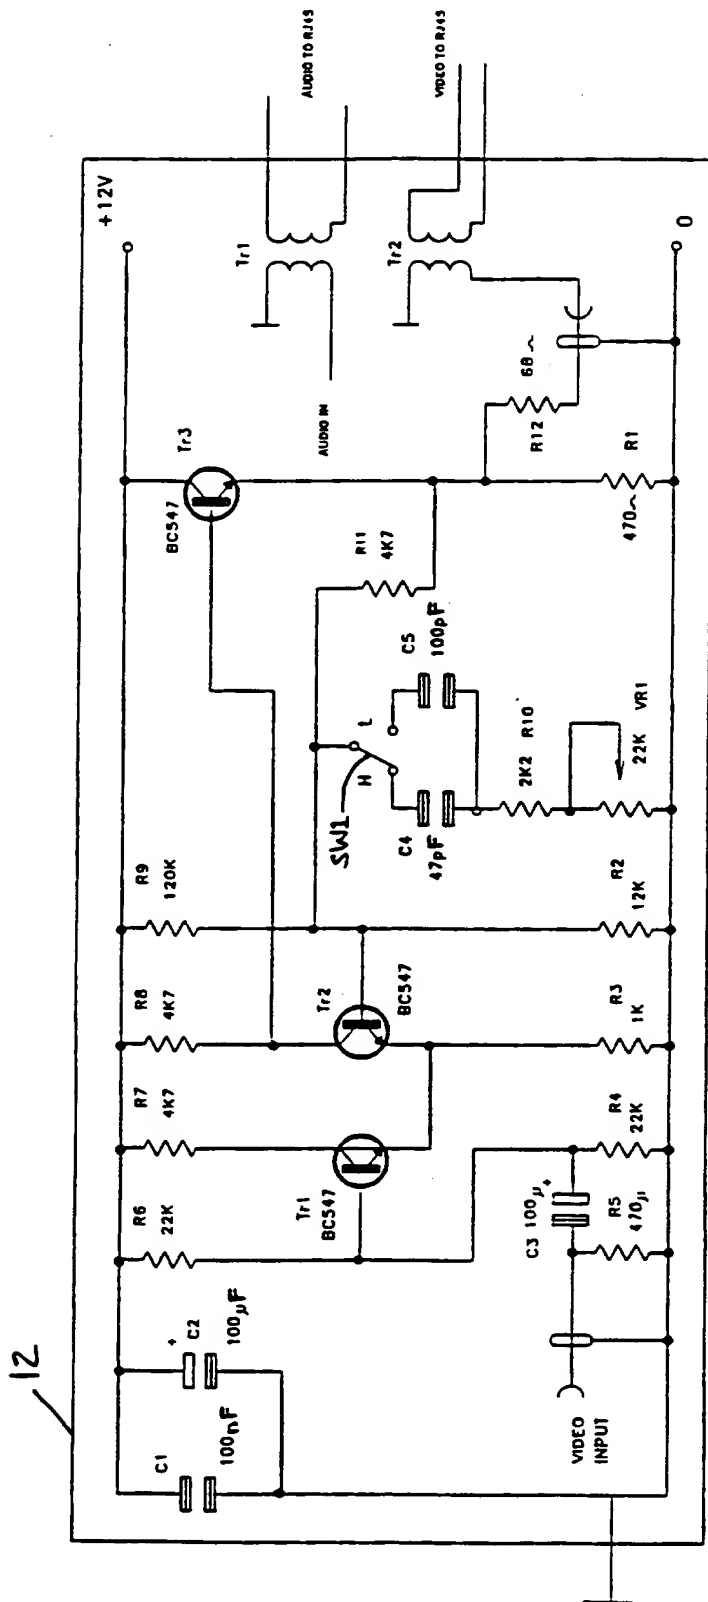 12
+12V
AUDIO TO RJ45
VIDEO TO RJ45
Tr1
Tr2
AUDIO IN
Tr3
BC547
68~
R12
R11
4K7
R1
470~
C5
100pF
L
H
SW1
C4
47pF
R10
2K2
VR1
22K
R9
120K
R2
12K
R8
4K7
Tr2
BC547
R3
1K
R7
4K7
Tr1
BC547
R4
22K
R6
22K
C3
100µ
+
R5
470µ
+
C2
100µF
C1
100nF
VIDEO
INPUT
0